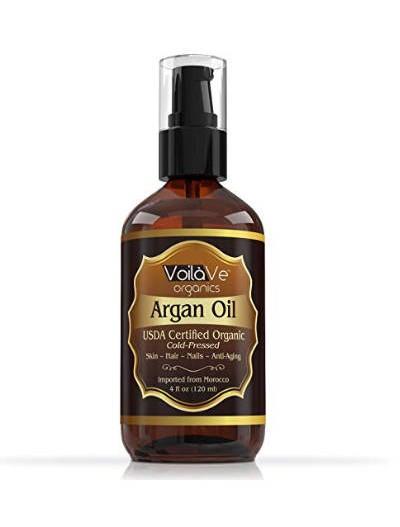 VoilàVe™
organics
Argan Oil
USDA Certified Organic
Cold-Pressed
Skin - Hair - Nails - Anti-Aging
Imported from Morocco
4 fl oz (120 ml)